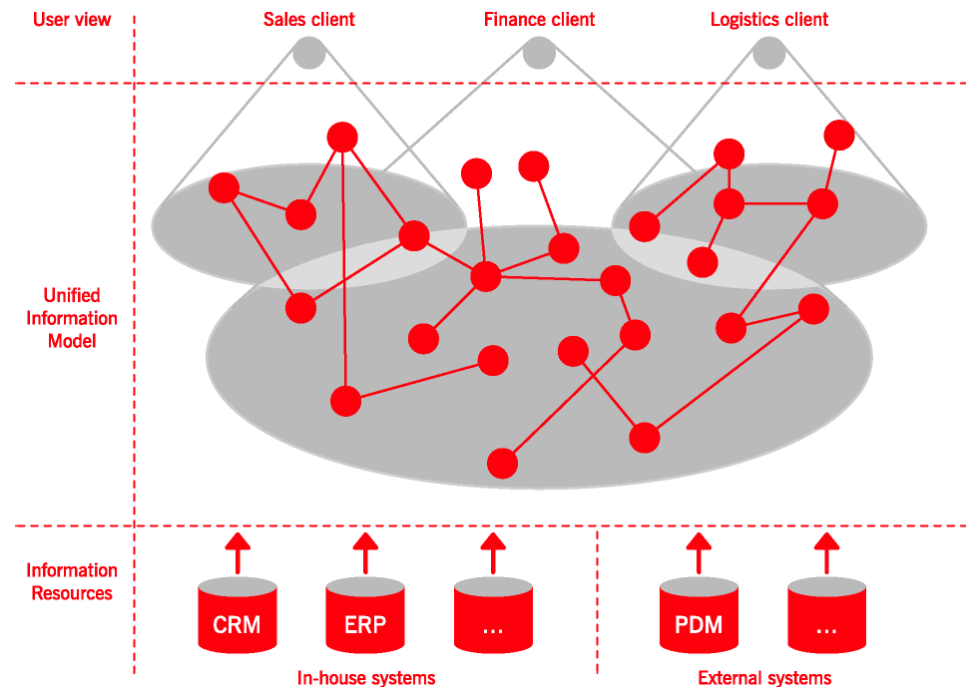 User view
Sales client
Finance client
Logistics client
Unified
Information
Model
Information
Resources
CRM
ERP
...
PDM
...
In-house systems
External systems